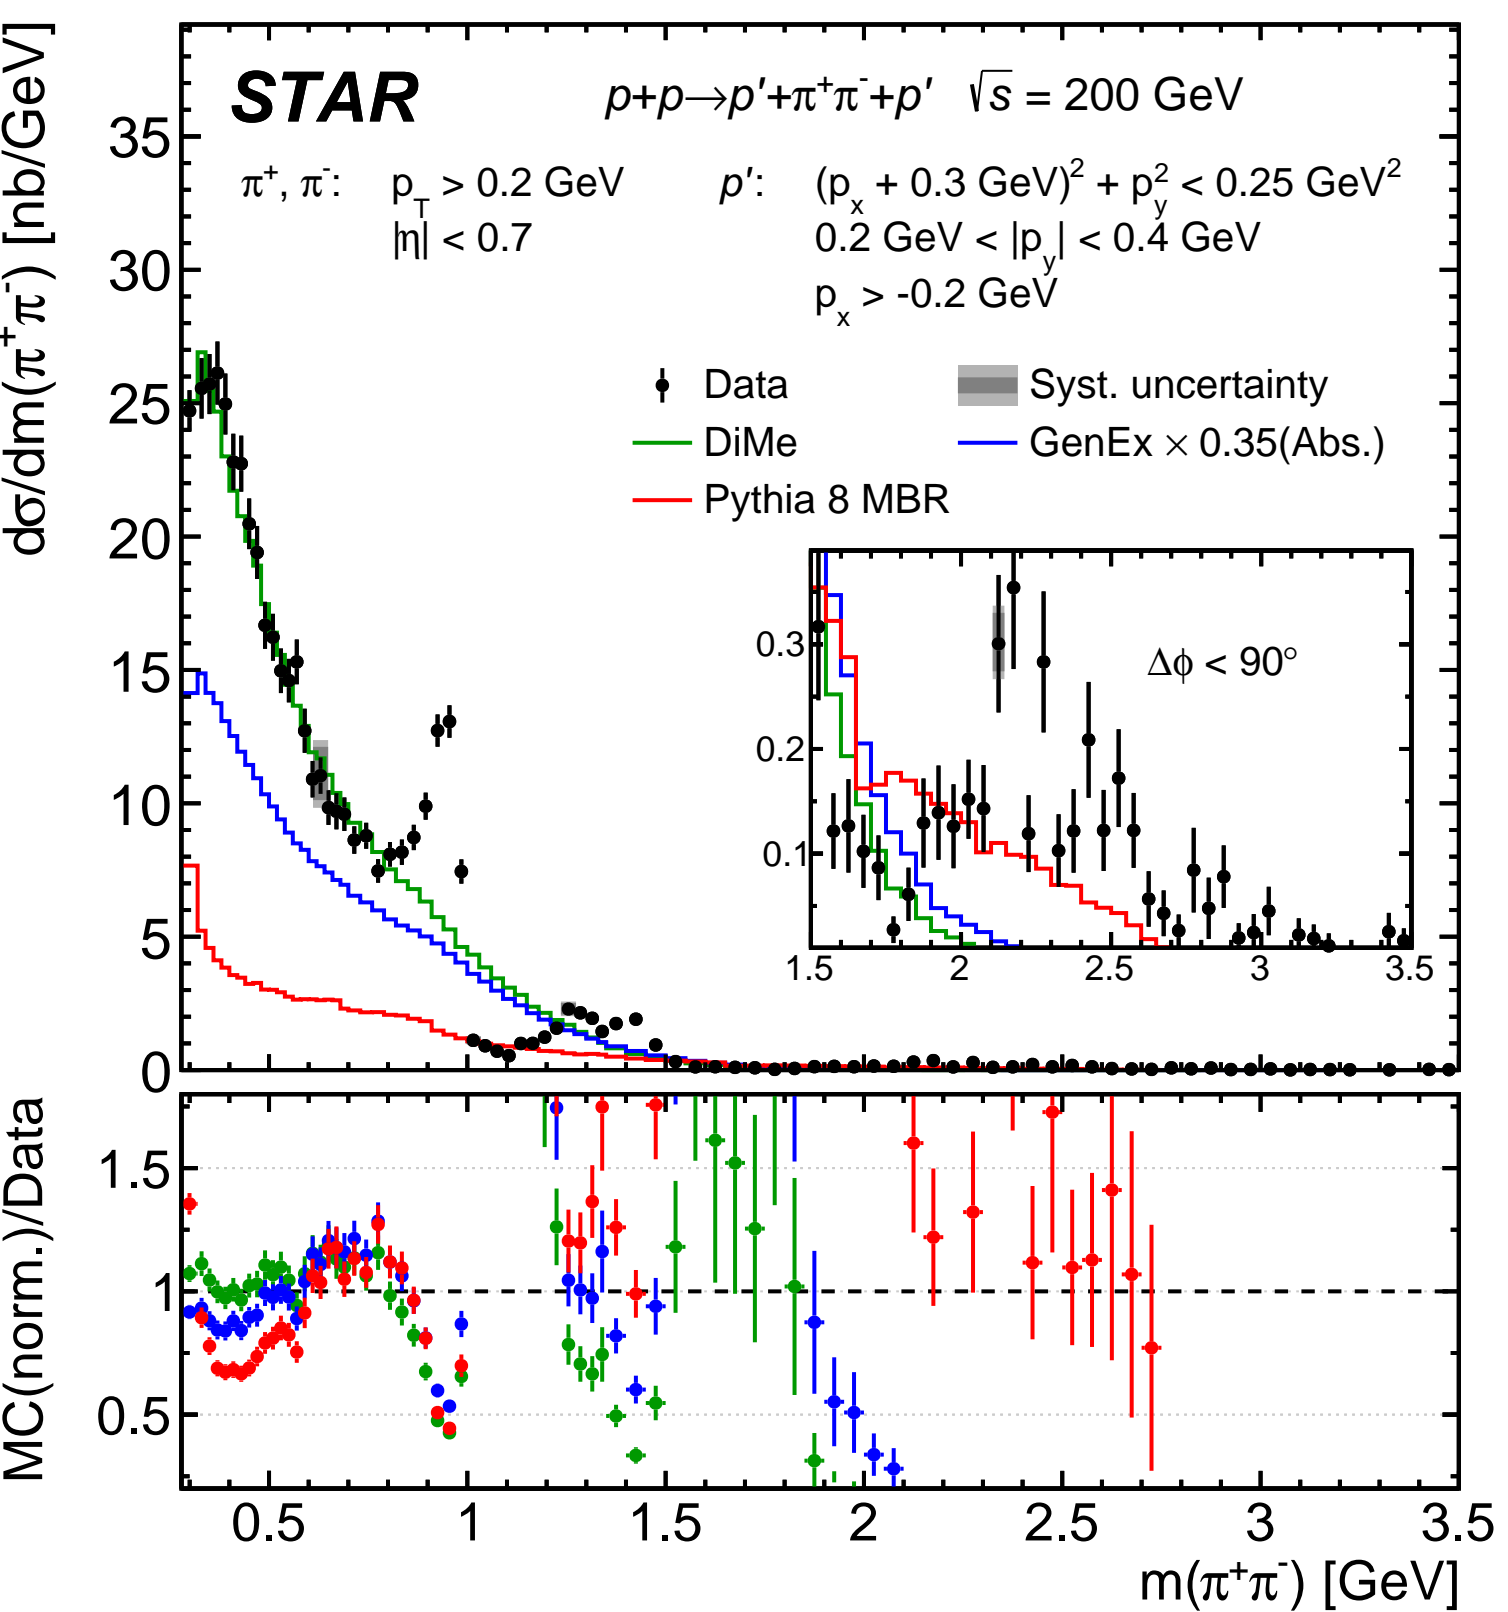 STAR
p+p→p′+π⁺π⁻+p′ √s = 200 GeV
π⁺, π⁻: p_T > 0.2 GeV p′: (p_x + 0.3 GeV)² + p_y² < 0.25 GeV²
|η| < 0.7 0.2 GeV < |p_y| < 0.4 GeV
p_x > -0.2 GeV
Data Syst. uncertainty
DiMe GenEx × 0.35(Abs.)
Pythia 8 MBR
dσ/dm(π⁺π⁻) [nb/GeV]
35
30
25
20
15
10
5
0
Δϕ < 90°
0.3
0.2
0.1
1.5 2 2.5 3 3.5
MC(norm.)/Data
1.5
1
0.5
0.5 1 1.5 2 2.5 3 3.5
m(π⁺π⁻) [GeV]